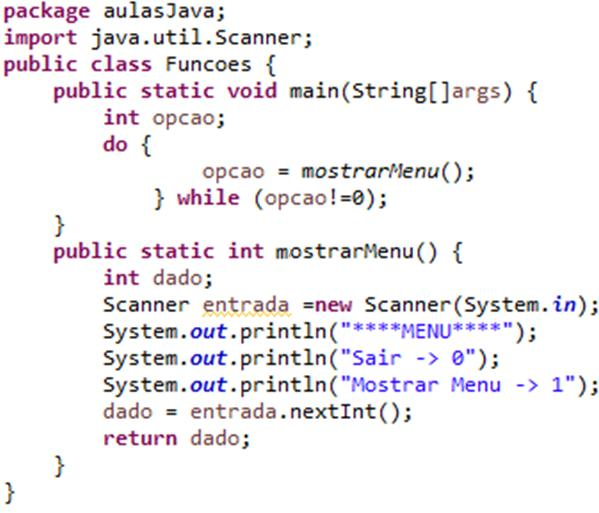 package aulasJava;
import java.util.Scanner;
public class Funcoes {
    public static void main(String[]args) {
        int opcao;
        do {
                opcao = mostrarMenu();
            } while (opcao!=0);
    }
    public static int mostrarMenu() {
        int dado;
        Scanner entrada =new Scanner(System.in);
        System.out.println("****MENU****");
        System.out.println("Sair -> 0");
        System.out.println("Mostrar Menu -> 1");
        dado = entrada.nextInt();
        return dado;
    }
}